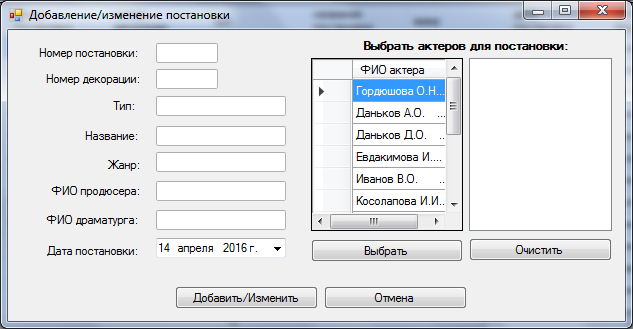 Добавление/изменение постановки
Номер постановки:
Номер декорации:
Тип:
Название:
Жанр:
ФИО продюсера:
ФИО драматурга:
Дата постановки:
14 апреля 2016 г.
Выбрать актеров для постановки:
ФИО актера
Гордюшова О.Н...
Даньков А.О. ...
Даньков Д.О. ...
Евдакимова И....
Иванов В.О. ...
Косолапова И.И...
Выбрать
Очистить
Добавить/Изменить
Отмена